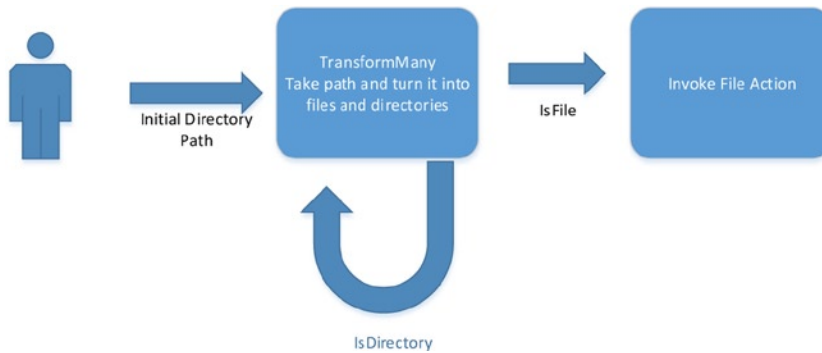 Initial Directory
Path
TransformMany
Take path and turn it into
files and directories
IsFile
Invoke File Action
IsDirectory